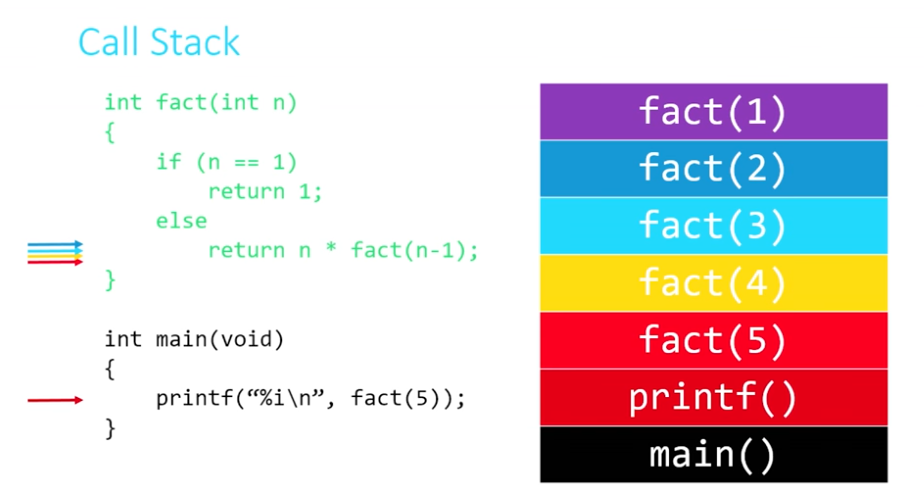 Call Stack
int fact(int n)
{
    if (n == 1)
        return 1;
    else
        return n * fact(n-1);
}
int main(void)
{
    printf(“%i\n”, fact(5));
}
fact(1)
fact(2)
fact(3)
fact(4)
fact(5)
printf()
main()